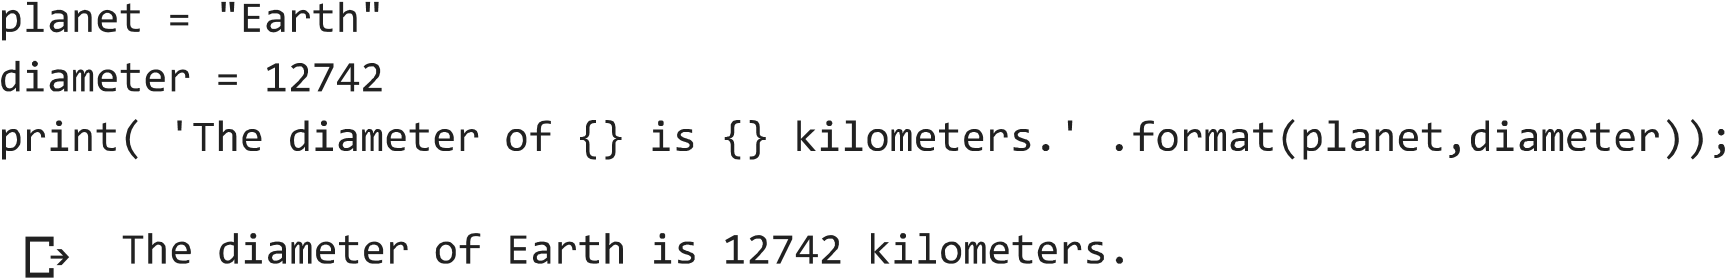 planet = "Earth"
diameter = 12742
print( 'The diameter of {} is {} kilometers.' .format(planet,diameter));
The diameter of Earth is 12742 kilometers.